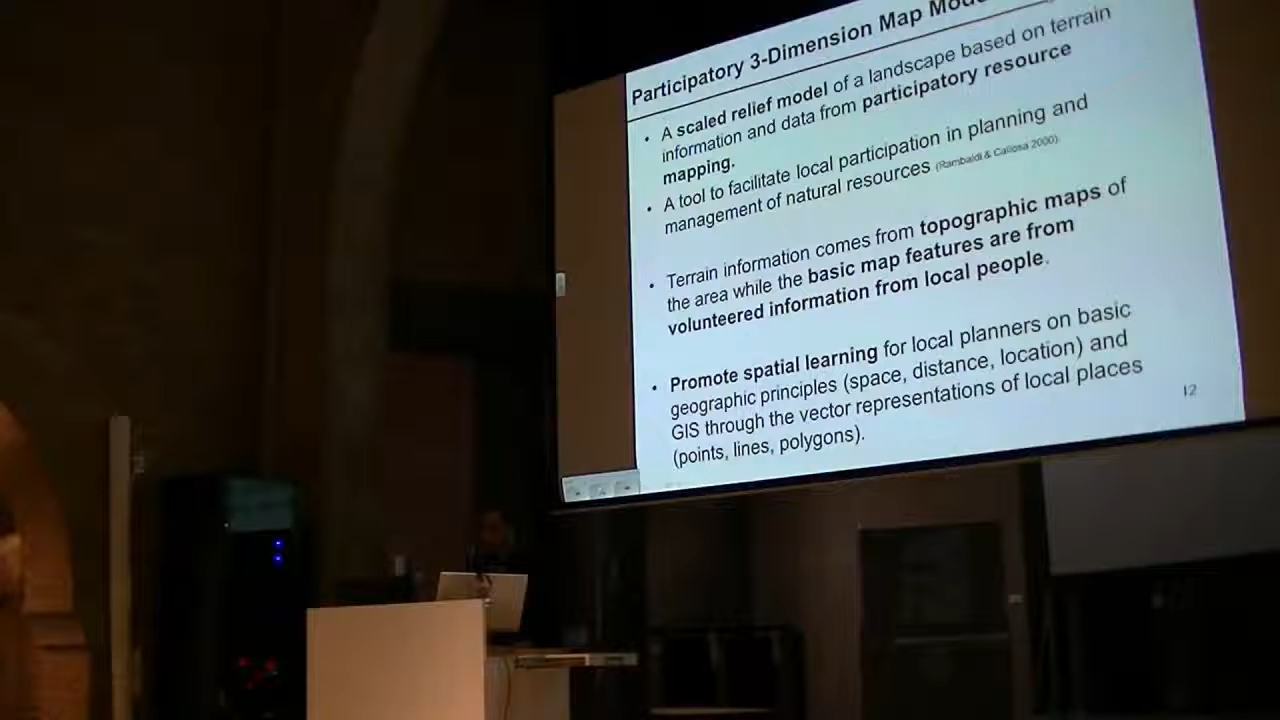 Participatory 3-Dimension Map
• A scaled relief model of a landscape based on terrain
information and data from participatory resource
mapping.
• A tool to facilitate local participation in planning and
management of natural resources (Rambaldi & Callosa 2000)
• Terrain information comes from topographic maps of
the area while the basic map features are from
volunteered information from local people.
• Promote spatial learning for local planners on basic
geographic principles (space, distance, location) and
GIS through the vector representations of local places
(points, lines, polygons).
12